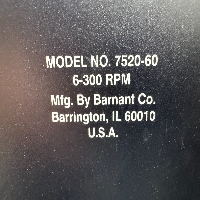 MODEL NO. 7520-60
6-300 RPM
Mfg. By Barnant Co.
Barrington, IL 60010
U.S.A.